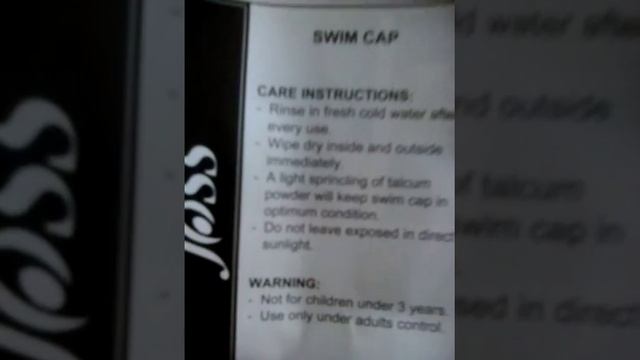 SWIM CAP
CARE INSTRUCTIONS:
- Rinse in fresh cold water after
every use.
- Wipe dry inside and outside
immediately.
- A light sprincling of talcum
powder will keep swim cap in
optimum condition.
- Do not leave exposed in direct
sunlight.
WARNING:
- Not for children under 3 years.
- Use only under adults control.